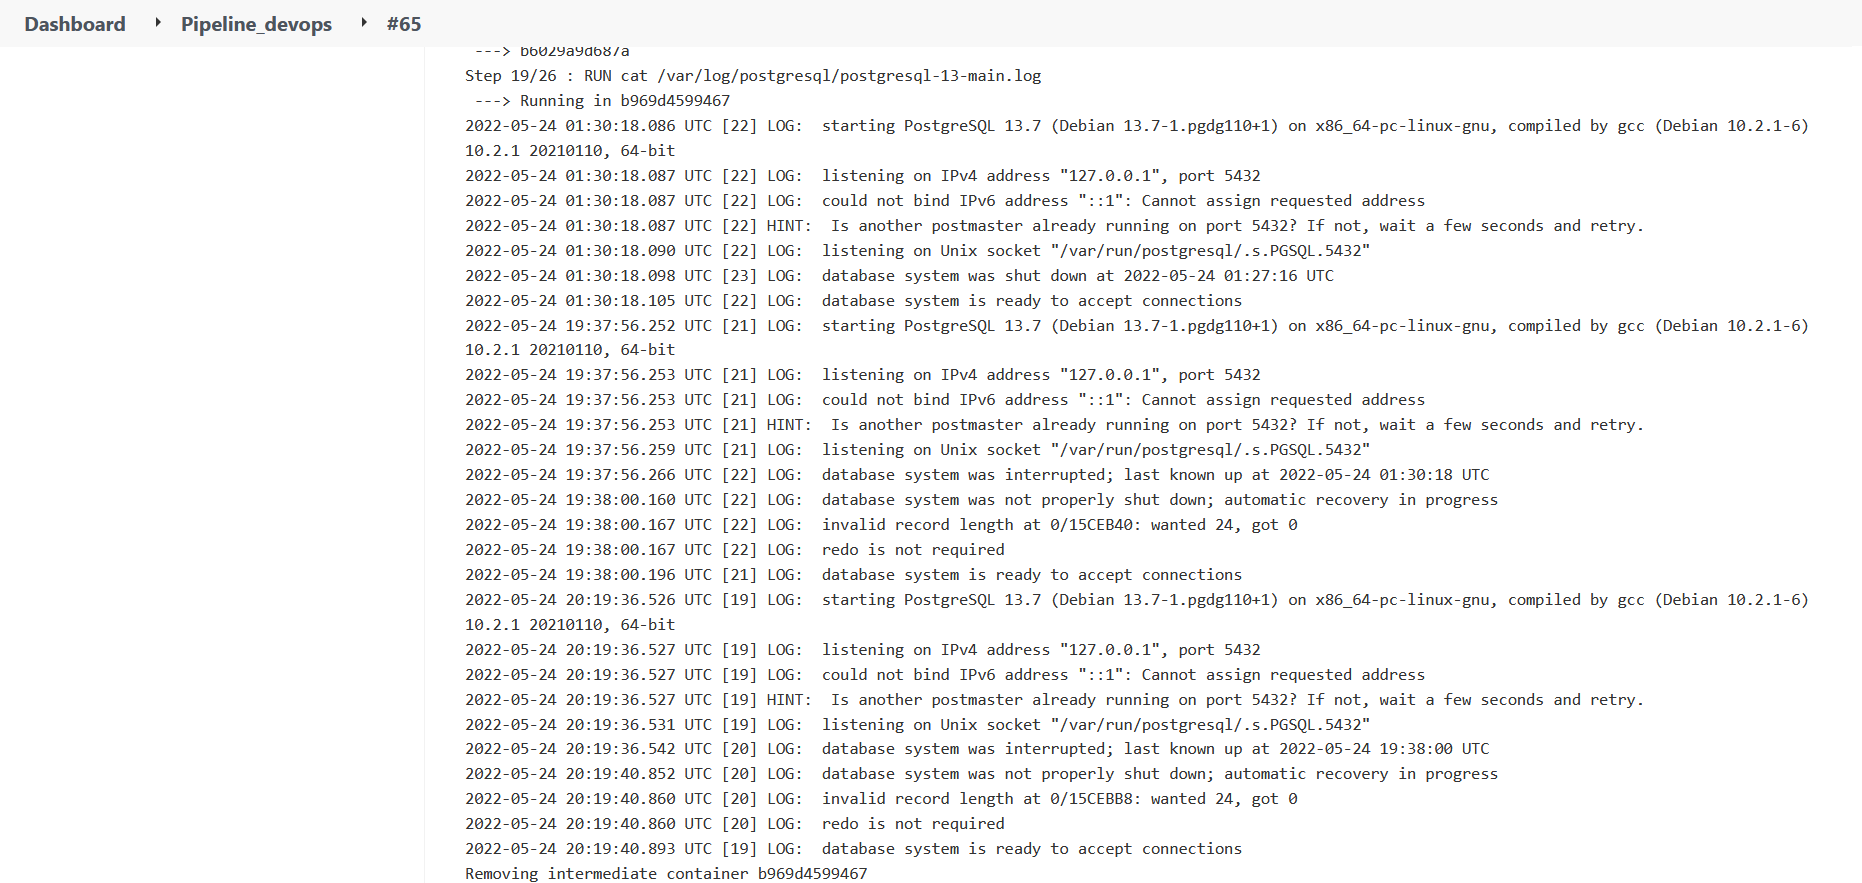 Dashboard Pipeline_devops #65
---> b6029a9d687a
Step 19/26 : RUN cat /var/log/postgresql/postgresql-13-main.log
---> Running in b969d4599467
2022-05-24 01:30:18.086 UTC [22] LOG:  starting PostgreSQL 13.7 (Debian 13.7-1.pgdg110+1) on x86_64-pc-linux-gnu, compiled by gcc (Debian 10.2.1-6)
10.2.1 20210110, 64-bit
2022-05-24 01:30:18.087 UTC [22] LOG:  listening on IPv4 address "127.0.0.1", port 5432
2022-05-24 01:30:18.087 UTC [22] LOG:  could not bind IPv6 address "::1": Cannot assign requested address
2022-05-24 01:30:18.087 UTC [22] HINT:  Is another postmaster already running on port 5432? If not, wait a few seconds and retry.
2022-05-24 01:30:18.090 UTC [22] LOG:  listening on Unix socket "/var/run/postgresql/.s.PGSQL.5432"
2022-05-24 01:30:18.098 UTC [23] LOG:  database system was shut down at 2022-05-24 01:27:16 UTC
2022-05-24 01:30:18.105 UTC [22] LOG:  database system is ready to accept connections
2022-05-24 19:37:56.252 UTC [21] LOG:  starting PostgreSQL 13.7 (Debian 13.7-1.pgdg110+1) on x86_64-pc-linux-gnu, compiled by gcc (Debian 10.2.1-6)
10.2.1 20210110, 64-bit
2022-05-24 19:37:56.253 UTC [21] LOG:  listening on IPv4 address "127.0.0.1", port 5432
2022-05-24 19:37:56.253 UTC [21] LOG:  could not bind IPv6 address "::1": Cannot assign requested address
2022-05-24 19:37:56.253 UTC [21] HINT:  Is another postmaster already running on port 5432? If not, wait a few seconds and retry.
2022-05-24 19:37:56.259 UTC [21] LOG:  listening on Unix socket "/var/run/postgresql/.s.PGSQL.5432"
2022-05-24 19:37:56.266 UTC [22] LOG:  database system was interrupted; last known up at 2022-05-24 01:30:18 UTC
2022-05-24 19:38:00.160 UTC [22] LOG:  database system was not properly shut down; automatic recovery in progress
2022-05-24 19:38:00.167 UTC [22] LOG:  invalid record length at 0/15CEB40: wanted 24, got 0
2022-05-24 19:38:00.167 UTC [22] LOG:  redo is not required
2022-05-24 19:38:00.196 UTC [21] LOG:  database system is ready to accept connections
2022-05-24 20:19:36.526 UTC [19] LOG:  starting PostgreSQL 13.7 (Debian 13.7-1.pgdg110+1) on x86_64-pc-linux-gnu, compiled by gcc (Debian 10.2.1-6)
10.2.1 20210110, 64-bit
2022-05-24 20:19:36.527 UTC [19] LOG:  listening on IPv4 address "127.0.0.1", port 5432
2022-05-24 20:19:36.527 UTC [19] LOG:  could not bind IPv6 address "::1": Cannot assign requested address
2022-05-24 20:19:36.527 UTC [19] HINT:  Is another postmaster already running on port 5432? If not, wait a few seconds and retry.
2022-05-24 20:19:36.531 UTC [19] LOG:  listening on Unix socket "/var/run/postgresql/.s.PGSQL.5432"
2022-05-24 20:19:36.542 UTC [20] LOG:  database system was interrupted; last known up at 2022-05-24 19:38:00 UTC
2022-05-24 20:19:40.852 UTC [20] LOG:  database system was not properly shut down; automatic recovery in progress
2022-05-24 20:19:40.860 UTC [20] LOG:  invalid record length at 0/15CEBB8: wanted 24, got 0
2022-05-24 20:19:40.860 UTC [20] LOG:  redo is not required
2022-05-24 20:19:40.893 UTC [19] LOG:  database system is ready to accept connections
Removing intermediate container b969d4599467